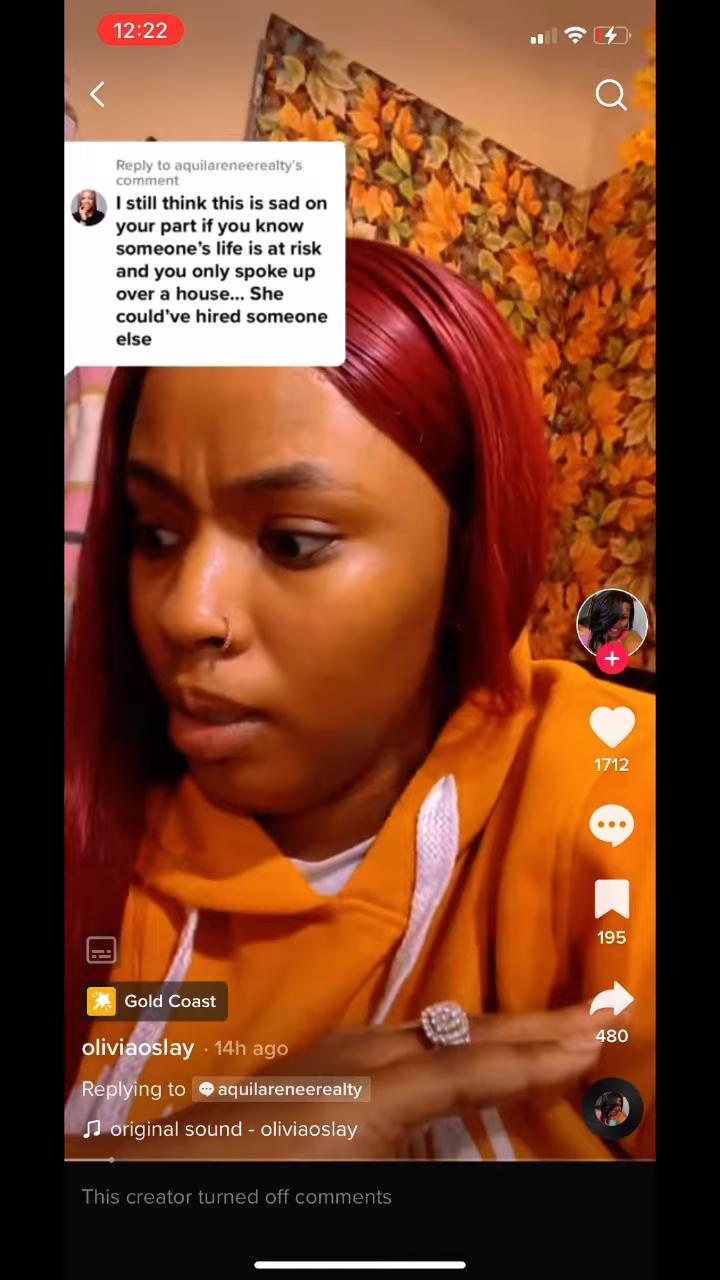 12:22
Reply to aquilareneerealty's
comment
I still think this is sad on
your part if you know
someone's life is at risk
and you only spoke up
over a house... She
could've hired someone
else
1712
195
480
Gold Coast
oliviaoslay · 14h ago
Replying to aquilareneerealty
original sound - oliviaoslay
This creator turned off comments